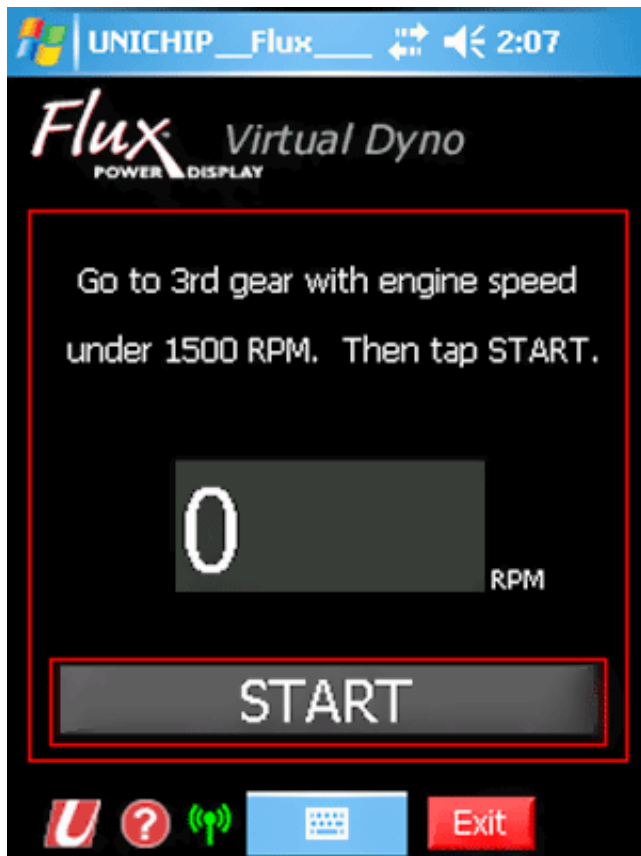 UNICHIP__Flux___ 2:07
Flux Virtual Dyno
POWER DISPLAY
Go to 3rd gear with engine speed
under 1500 RPM. Then tap START.
0
RPM
START
U ? Exit